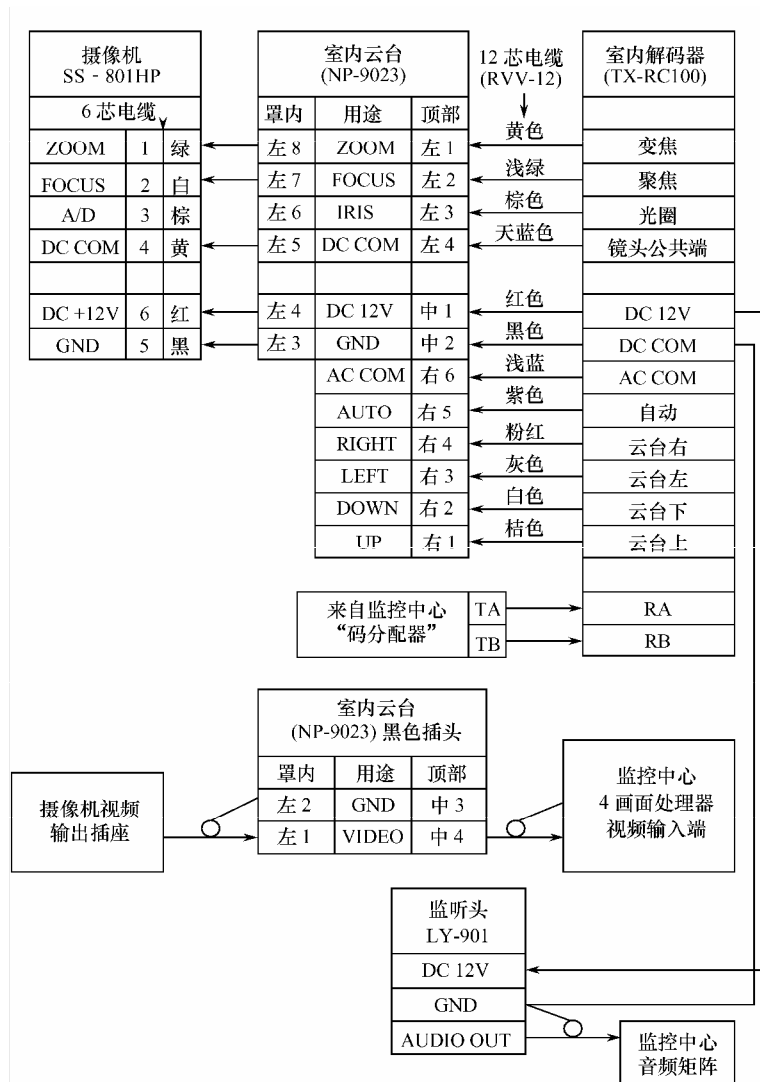 摄像机
SS - 801HP
6 芯电缆
ZOOM 1 绿
FOCUS 2 白
A/D 3 棕
DC COM 4 黄
DC +12V 6 红
GND 5 黑
室内云台
(NP-9023)
罩内 用途 顶部
左 8 ZOOM 左 1
左 7 FOCUS 左 2
左 6 IRIS 左 3
左 5 DC COM 左 4
左 4 DC 12V 中 1
左 3 GND 中 2
AC COM 右 6
AUTO 右 5
RIGHT 右 4
LEFT 右 3
DOWN 右 2
UP 右 1
12 芯电缆
(RVV-12)
黄色
浅绿
棕色
天蓝色
红色
黑色
浅蓝
紫色
粉红
灰色
白色
桔色
室内解码器
(TX-RC100)
变焦
聚焦
光圈
镜头公共端
DC 12V
DC COM
AC COM
自动
云台右
云台左
云台下
云台上
RA
RB
来自监控中心
“码分配器”
TA
TB
室内云台
(NP-9023) 黑色插头
罩内 用途 顶部
左 2 GND 中 3
左 1 VIDEO 中 4
摄像机视频
输出插座
监控中心
4 画面处理器
视频输入端
监听头
LY-901
DC 12V
GND
AUDIO OUT
监控中心
音频矩阵